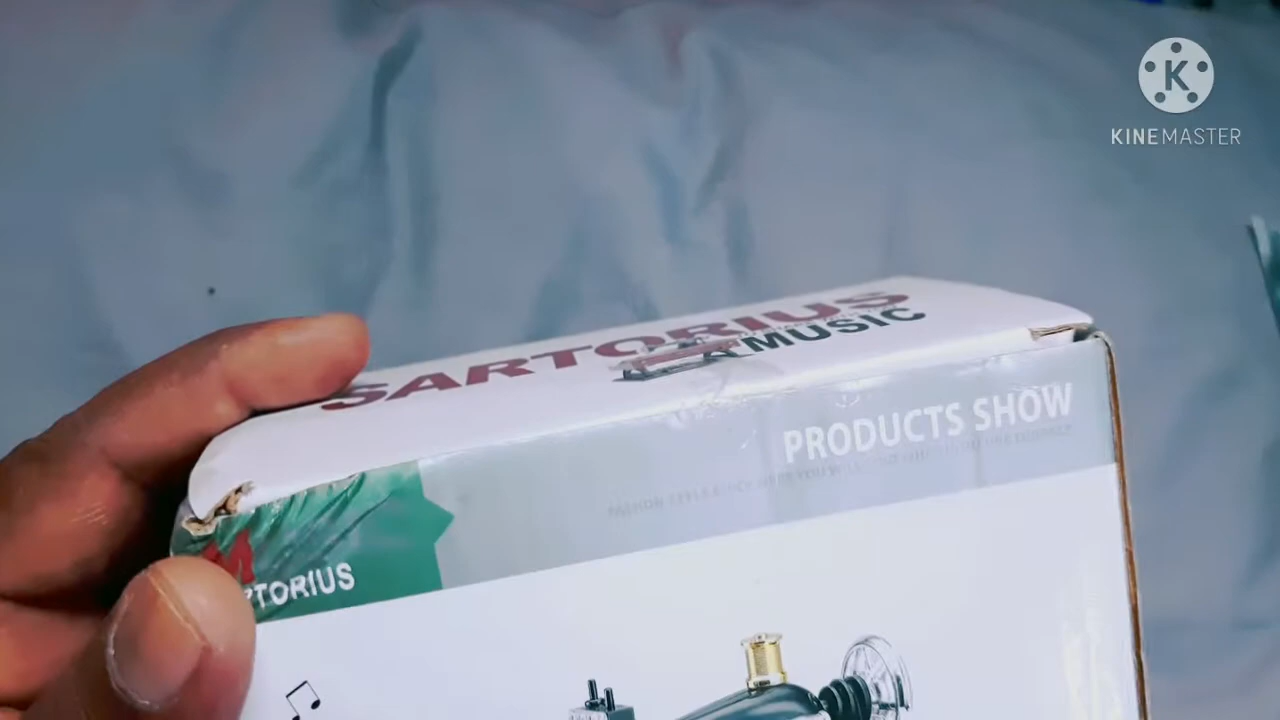 KINEMASTER
SARTORIUS
MUSIC
PRODUCTS SHOW
M
RTORIUS